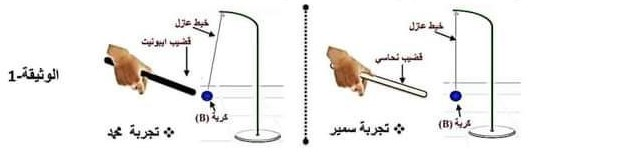 الوثيقة-1
خيط عازل
قضيب نحاسي
كرية (B)
❖ تجربة سمير
خيط عازل
قضيب ايبونيت
كرية (B)
❖ تجربة محمد